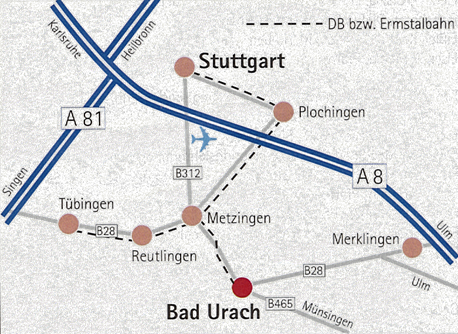 DB bzw. Ermstalbahn
Karlsruhe
Heilbronn
Stuttgart
Plochingen
A 81
A 8
B312
Singen
Tübingen
B28
Reutlingen
Metzingen
Merklingen
Ulm
B28
Ulm
Bad Urach
B465
Münsingen